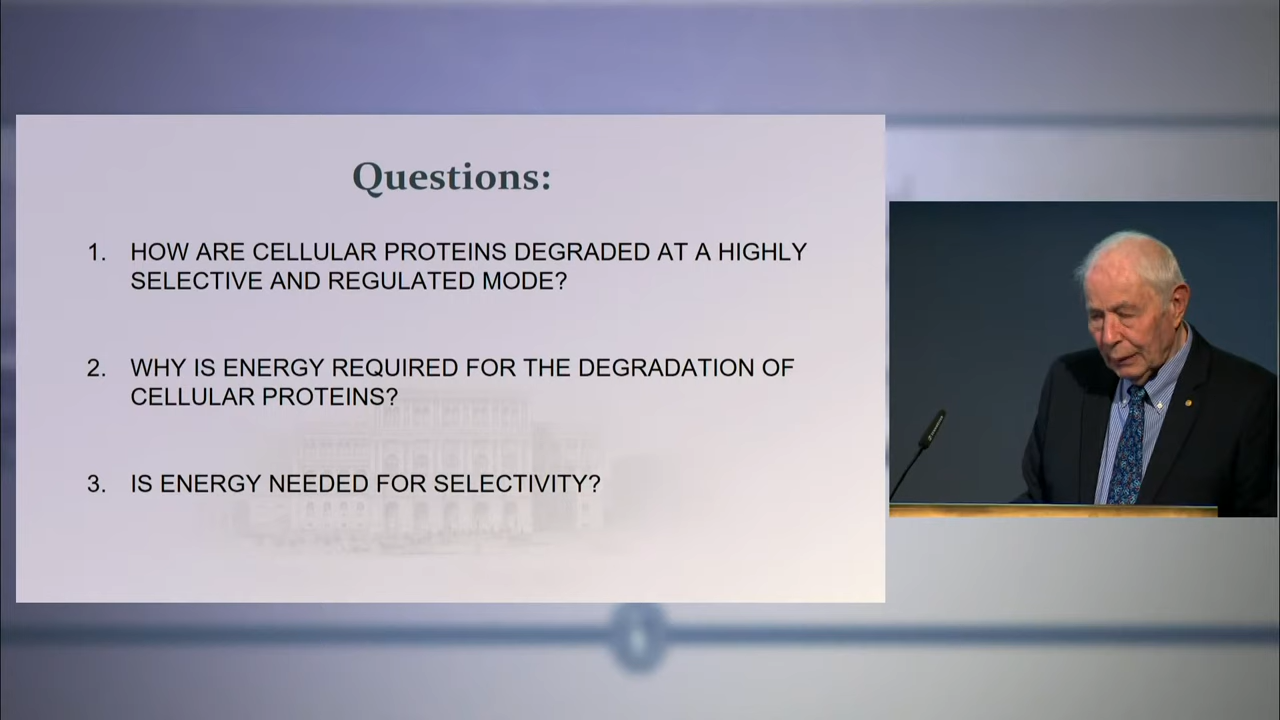 Questions:
1. HOW ARE CELLULAR PROTEINS DEGRADED AT A HIGHLY
SELECTIVE AND REGULATED MODE?
2. WHY IS ENERGY REQUIRED FOR THE DEGRADATION OF
CELLULAR PROTEINS?
3. IS ENERGY NEEDED FOR SELECTIVITY?